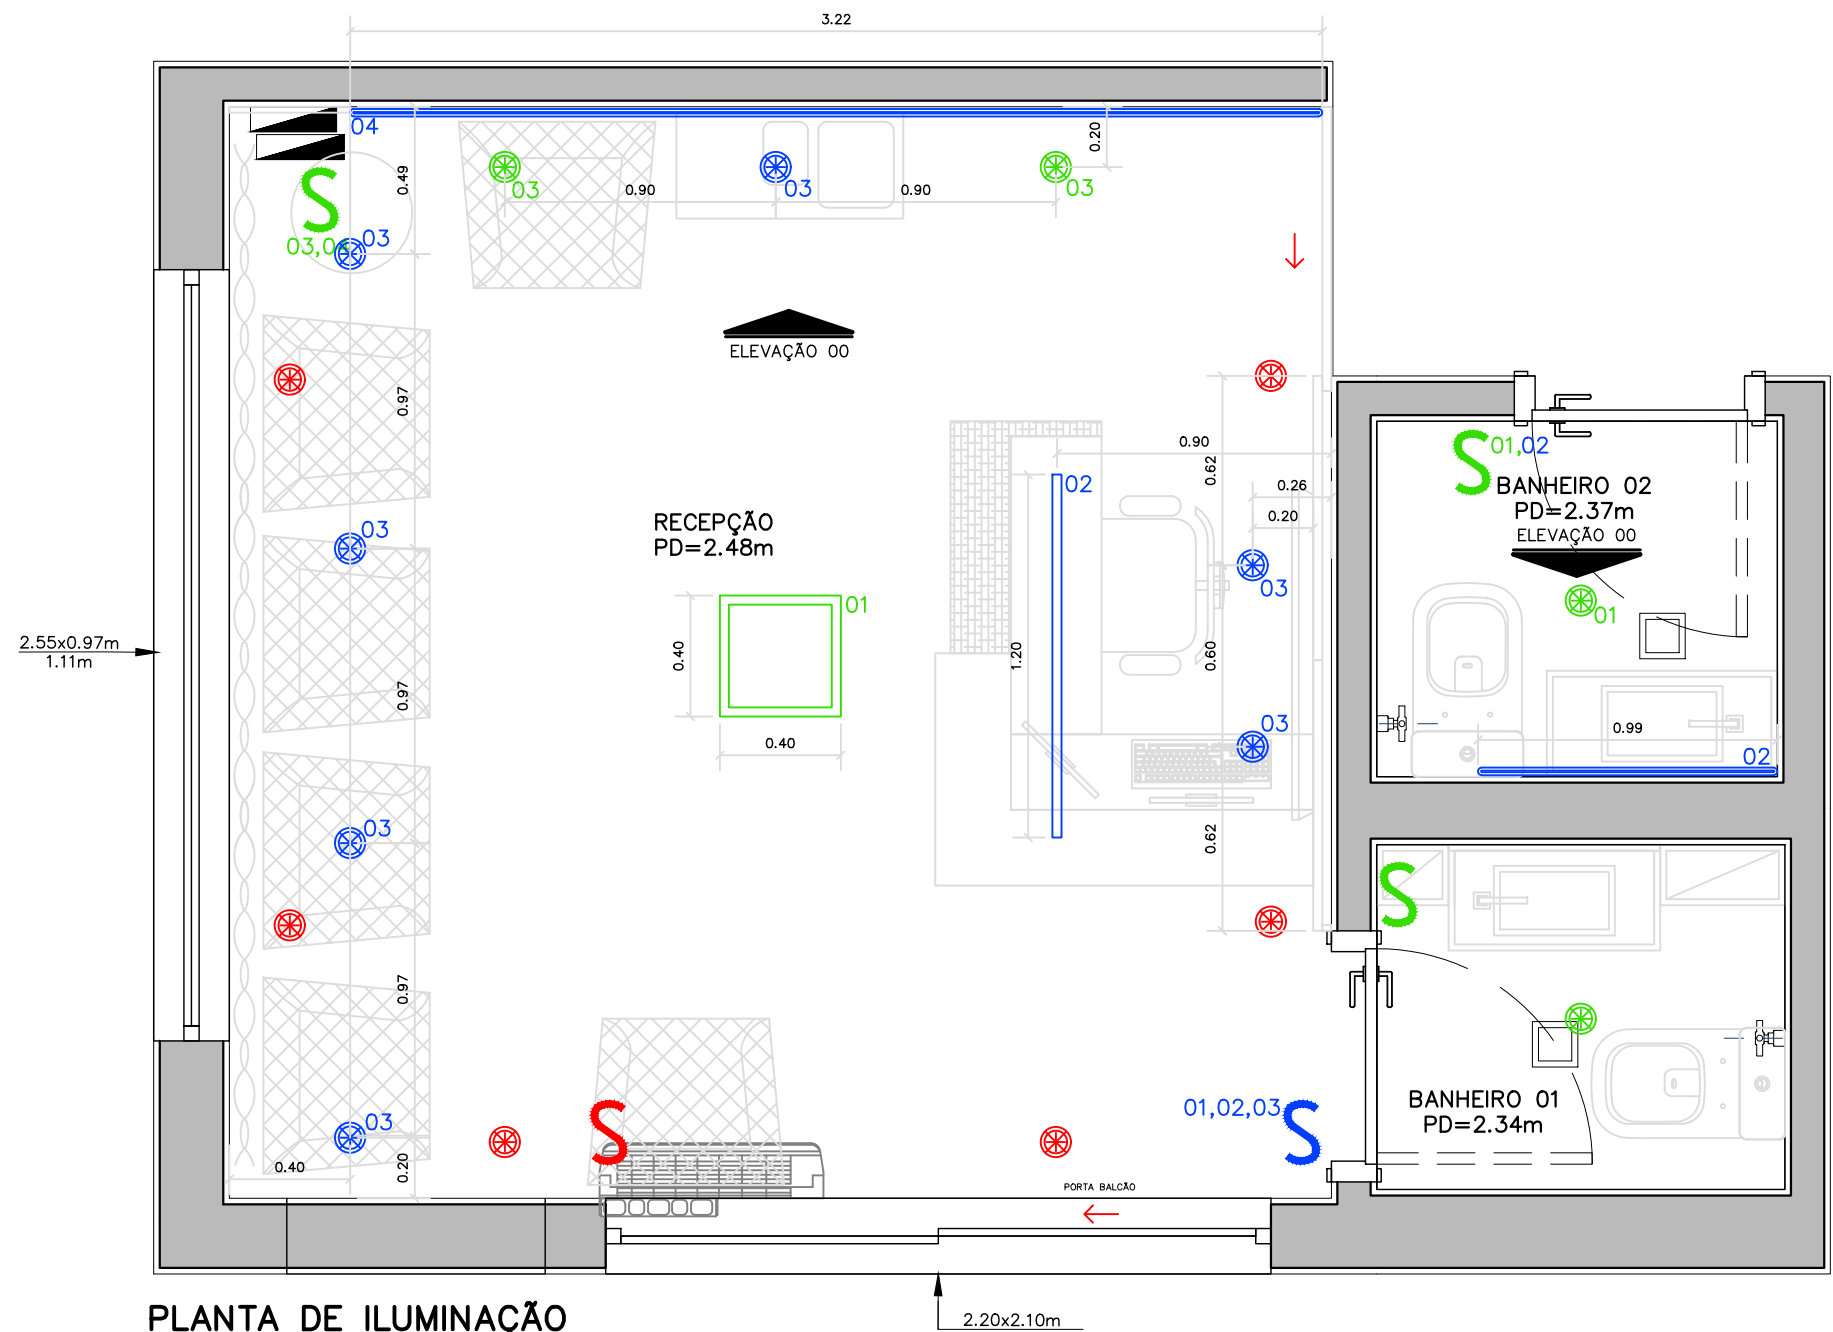 3.22
04
0.20
0.49
03
0.90
03
0.90
03
03,04
03
ELEVAÇÃO 00
0.97
0.90
0.62
01,02
02
BANHEIRO 02
PD=2.37m
ELEVAÇÃO 00
0.26
0.20
RECEPÇÃO
PD=2.48m
03
03
01
01
2.55x0.97m
1.11m
0.40
1.20
0.60
0.97
03
0.99
0.40
02
03
0.62
0.97
BANHEIRO 01
PD=2.34m
01,02,03
03
0.40
0.20
PORTA BALCÃO
PLANTA DE ILUMINAÇÃO
2.20x2.10m